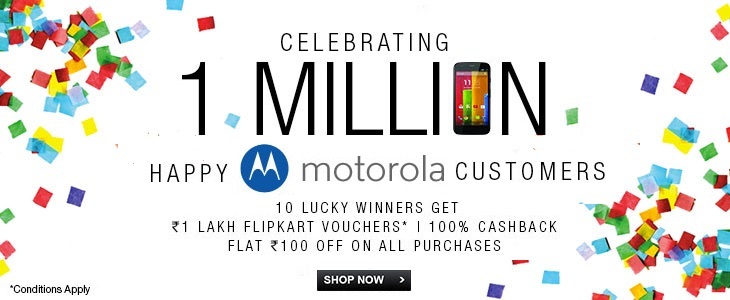 CELEBRATING
1 MILLION
HAPPY motorola CUSTOMERS
10 LUCKY WINNERS GET
₹1 LAKH FLIPKART VOUCHERS* | 100% CASHBACK
FLAT ₹100 OFF ON ALL PURCHASES
SHOP NOW >
*Conditions Apply